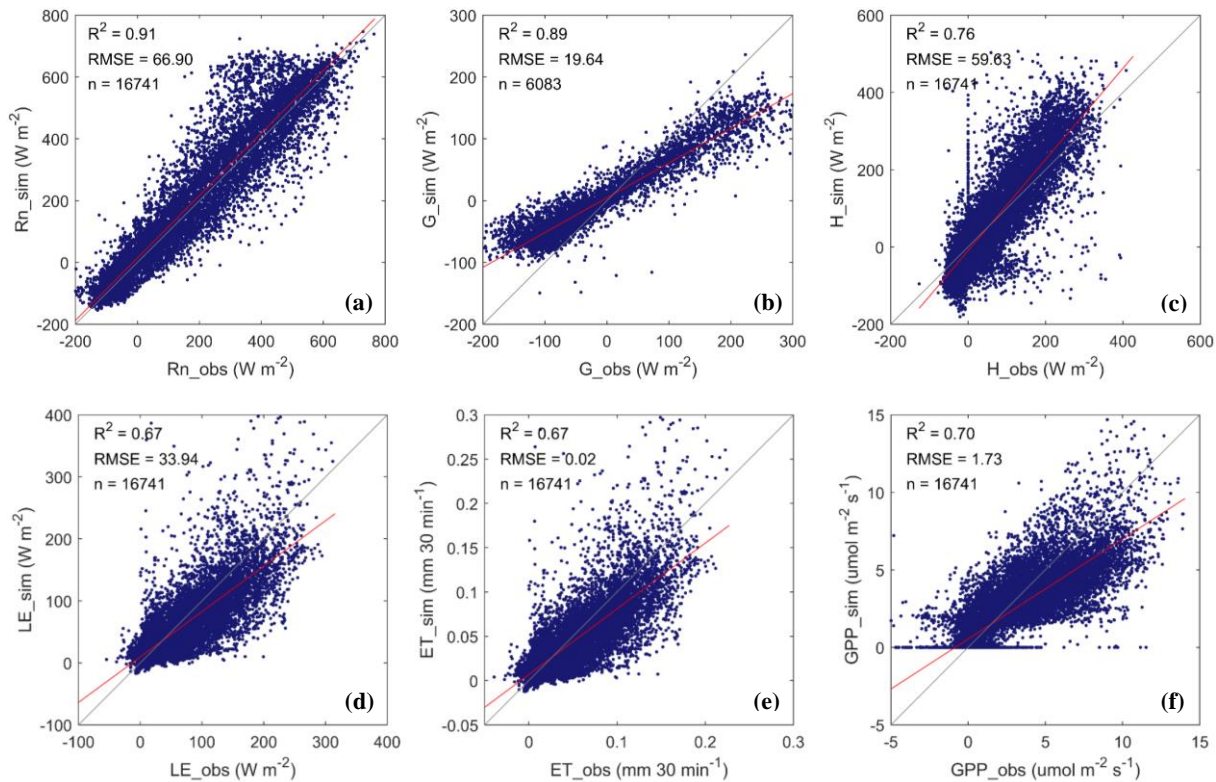 800
600
400
200
0
-200
-200 0 200 400 600 800
Rn_sim (W m⁻²)
Rn_obs (W m⁻²)
R² = 0.91
RMSE = 66.90
n = 16741
(a)
300
200
100
0
-100
-200
-200 -100 0 100 200 300
G_sim (W m⁻²)
G_obs (W m⁻²)
R² = 0.89
RMSE = 19.64
n = 6083
(b)
600
400
200
0
-200
-200 0 200 400 600
H_sim (W m⁻²)
H_obs (W m⁻²)
R² = 0.76
RMSE = 59.63
n = 16741
(c)
400
300
200
100
0
-100
-100 0 100 200 300 400
LE_sim (W m⁻²)
LE_obs (W m⁻²)
R² = 0.67
RMSE = 33.94
n = 16741
(d)
0.3
0.25
0.2
0.15
0.1
0.05
0
-0.05
0 0.1 0.2 0.3
ET_sim (mm 30 min⁻¹)
ET_obs (mm 30 min⁻¹)
R² = 0.67
RMSE = 0.02
n = 16741
(e)
15
10
5
0
-5
-5 0 5 10 15
GPP_sim (umol m⁻² s⁻¹)
GPP_obs (umol m⁻² s⁻¹)
R² = 0.70
RMSE = 1.73
n = 16741
(f)